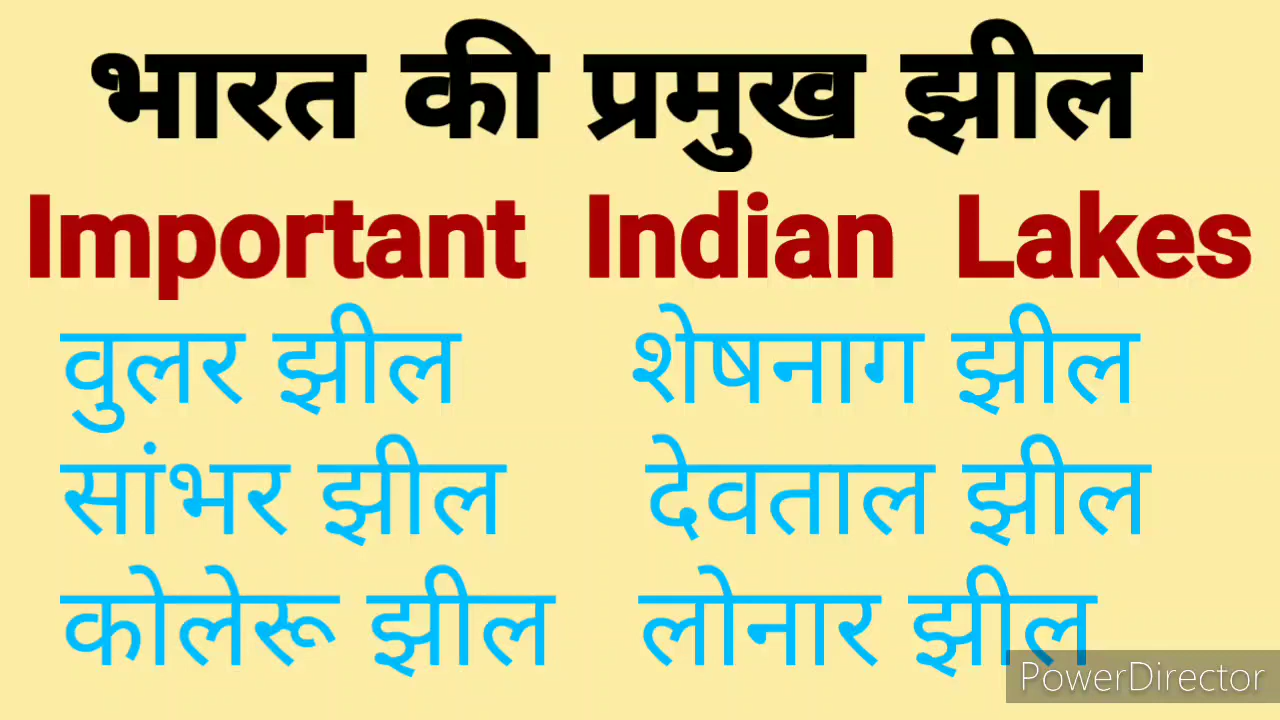 भारत की प्रमुख झील
Important Indian Lakes
वुलर झील शेषनाग झील
सांभर झील देवताल झील
कोलेरू झील लोनार झील
PowerDirector